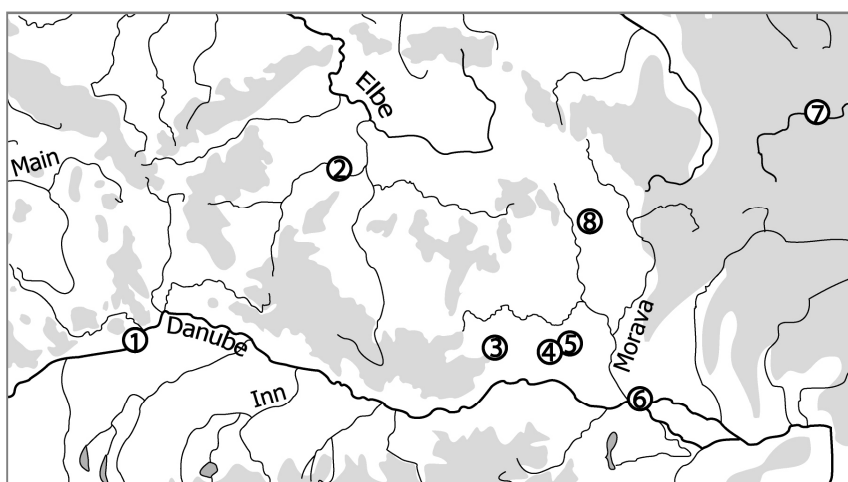 Elbe
⑦
Main
②
⑧
Danube
①
③
④
⑤
Morava
Inn
⑥